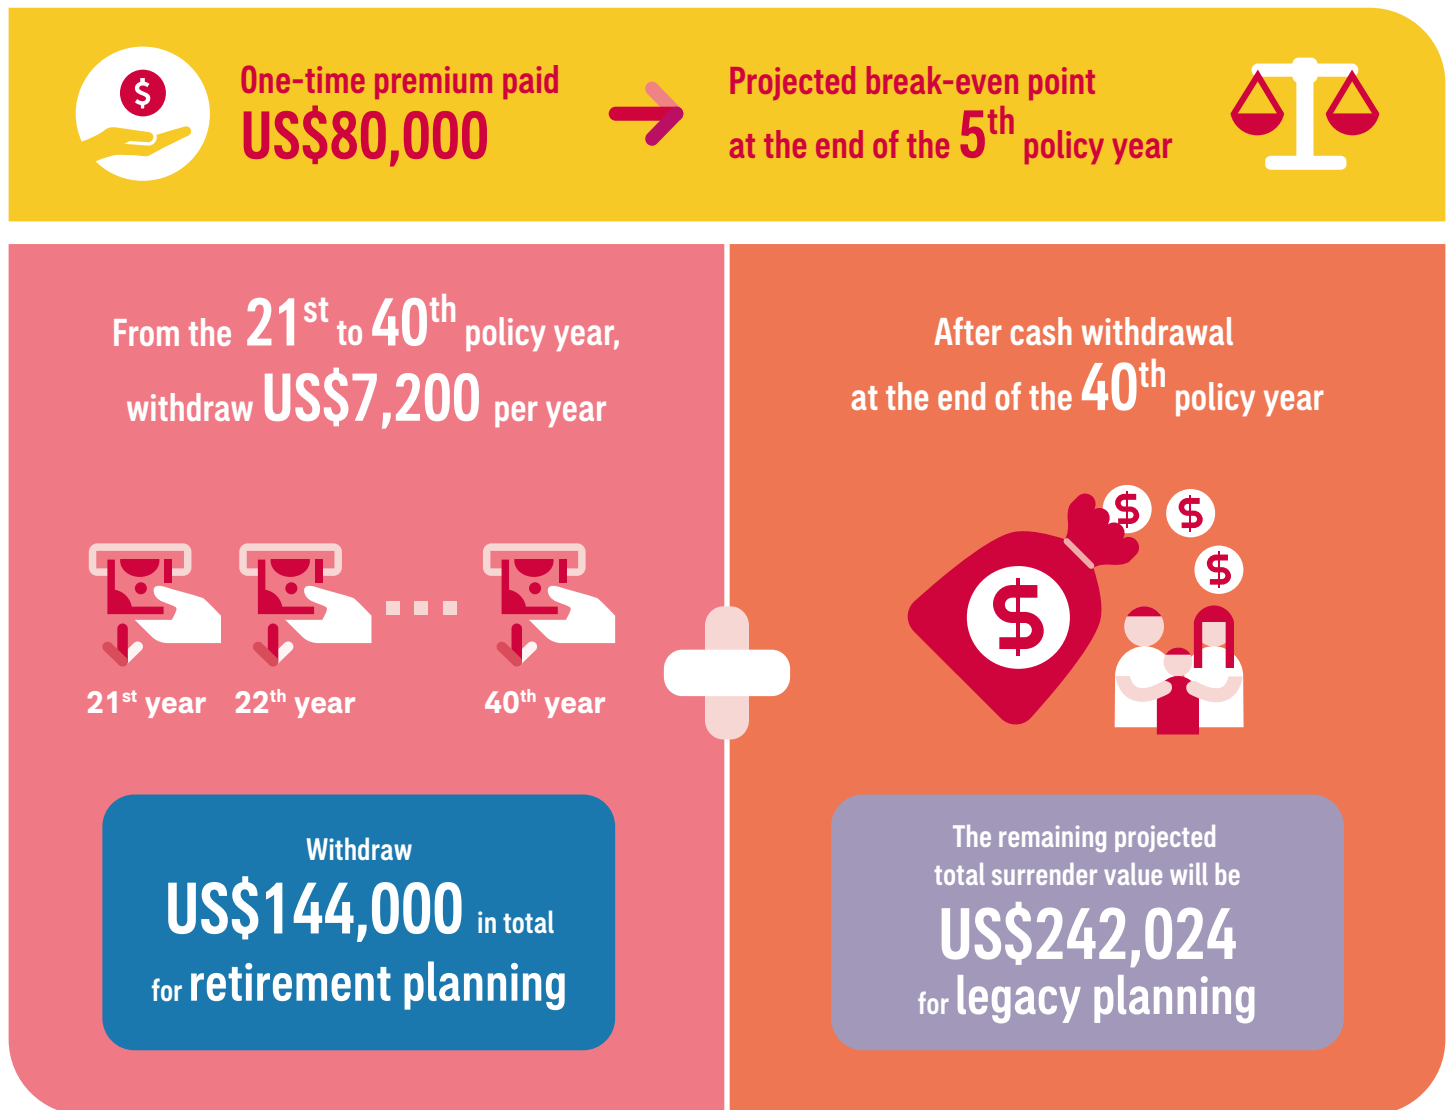 $
One-time premium paid
US$80,000
Projected break-even point
at the end of the 5th policy year
From the 21st to 40th policy year,
withdraw US$7,200 per year
21st year 22th year 40th year
Withdraw
US$144,000 in total
for retirement planning
After cash withdrawal
at the end of the 40th policy year
$ $
$
$
The remaining projected
total surrender value will be
US$242,024
for legacy planning